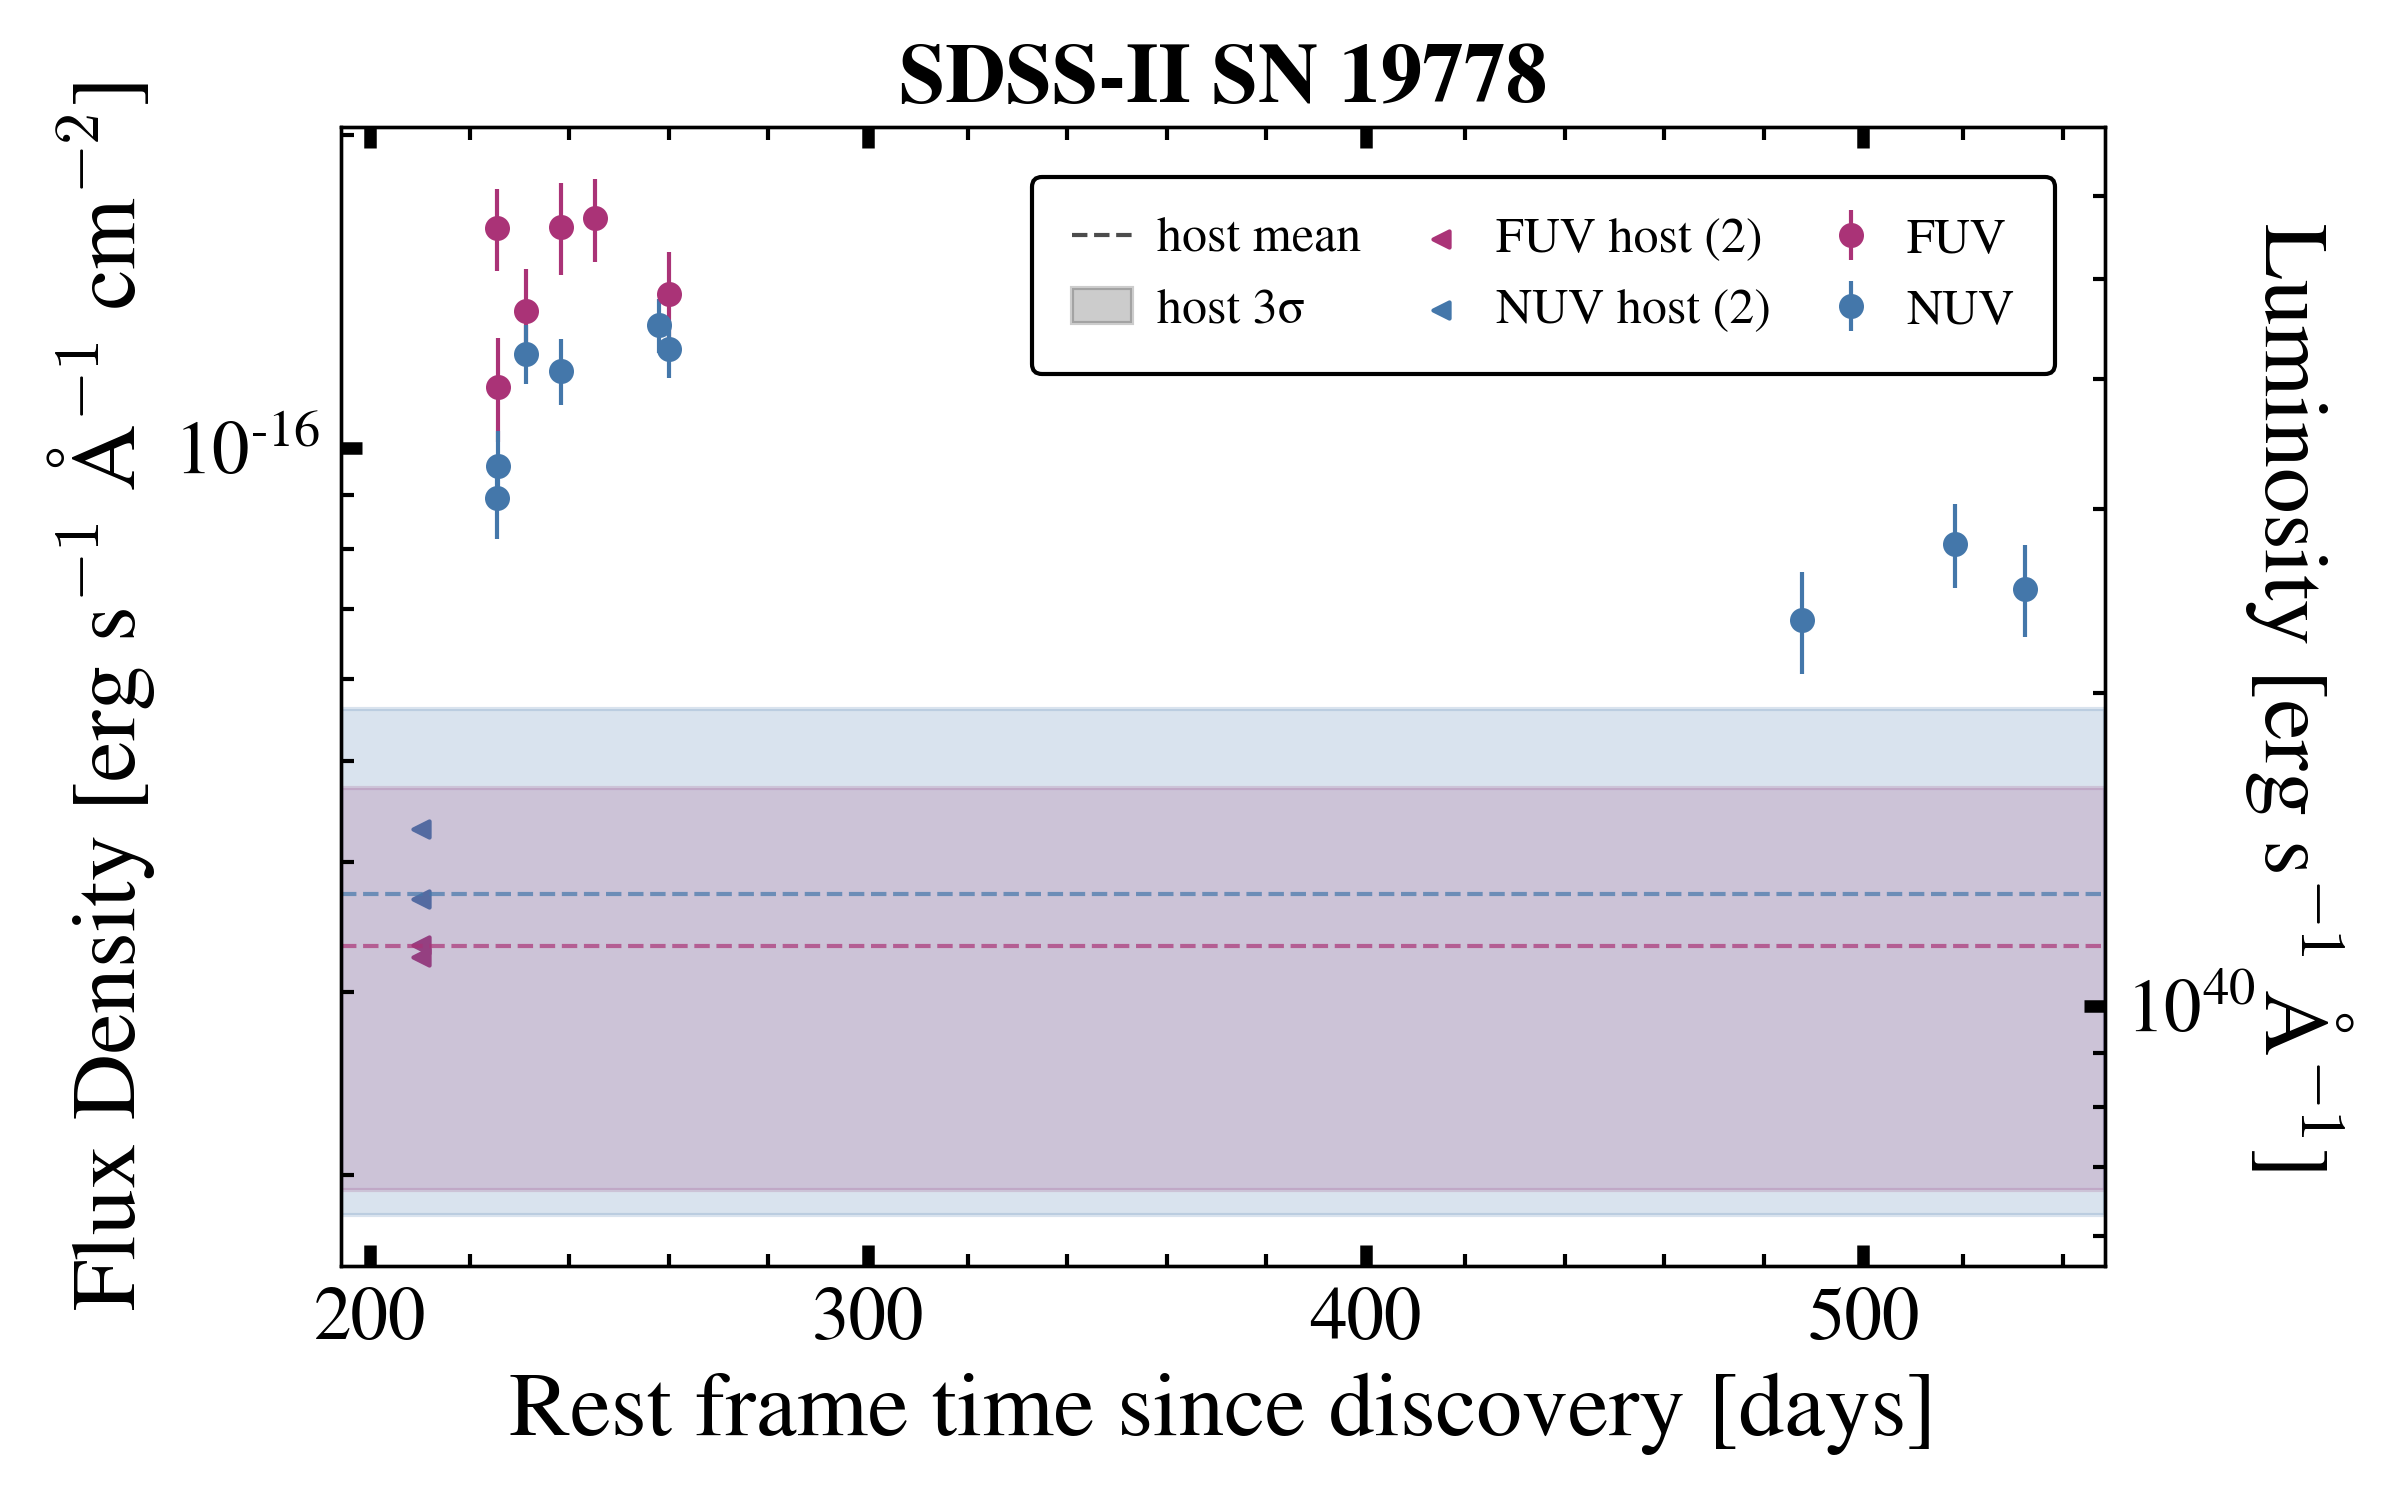 SDSS-II SN 19778
Flux Density [erg s⁻¹ Å⁻¹ cm⁻²]
10⁻¹⁶
host mean
host 3σ
FUV host (2)
NUV host (2)
FUV
NUV
10⁴⁰
Luminosity [erg s⁻¹ Å⁻¹]
200 300 400 500
Rest frame time since discovery [days]